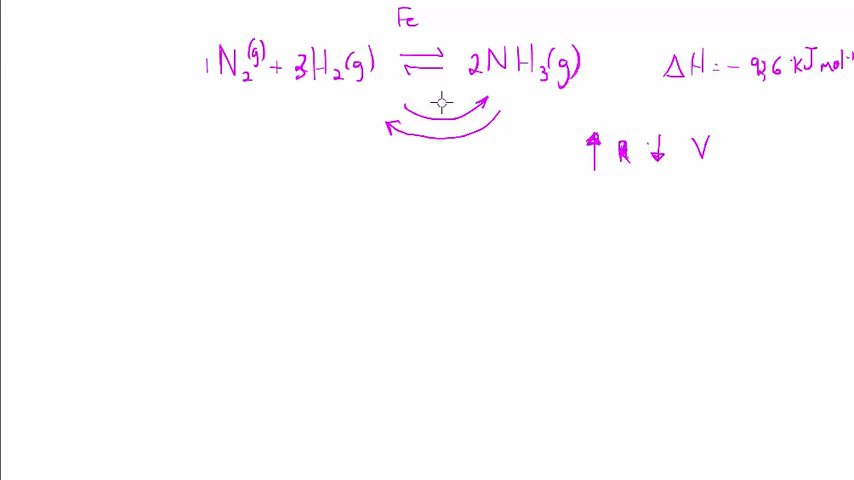 Fe
1N₂(g) + 3H₂(g) ⇌ 2NH₃(g) ΔH = -92,6 kJ mol⁻¹
↑ ↓ V